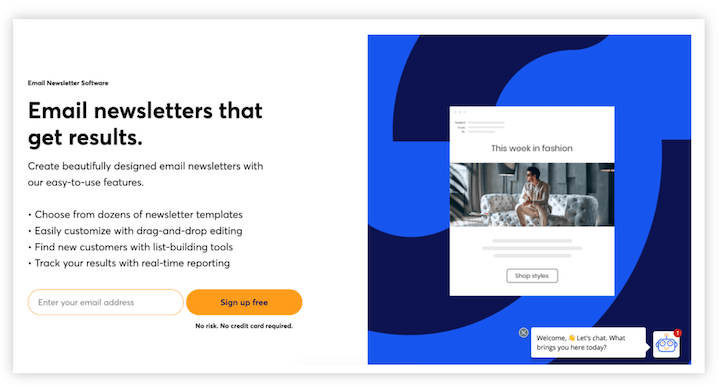 Email Newsletter Software
Email newsletters that
get results.
Create beautifully designed email newsletters with
our easy-to-use features.
• Choose from dozens of newsletter templates
• Easily customize with drag-and-drop editing
• Find new customers with list-building tools
• Track your results with real-time reporting
Enter your email address
Sign up free
No risk. No credit card required.
This week in fashion
Shop styles
Welcome, 👋 Let's chat. What
brings you here today?
1